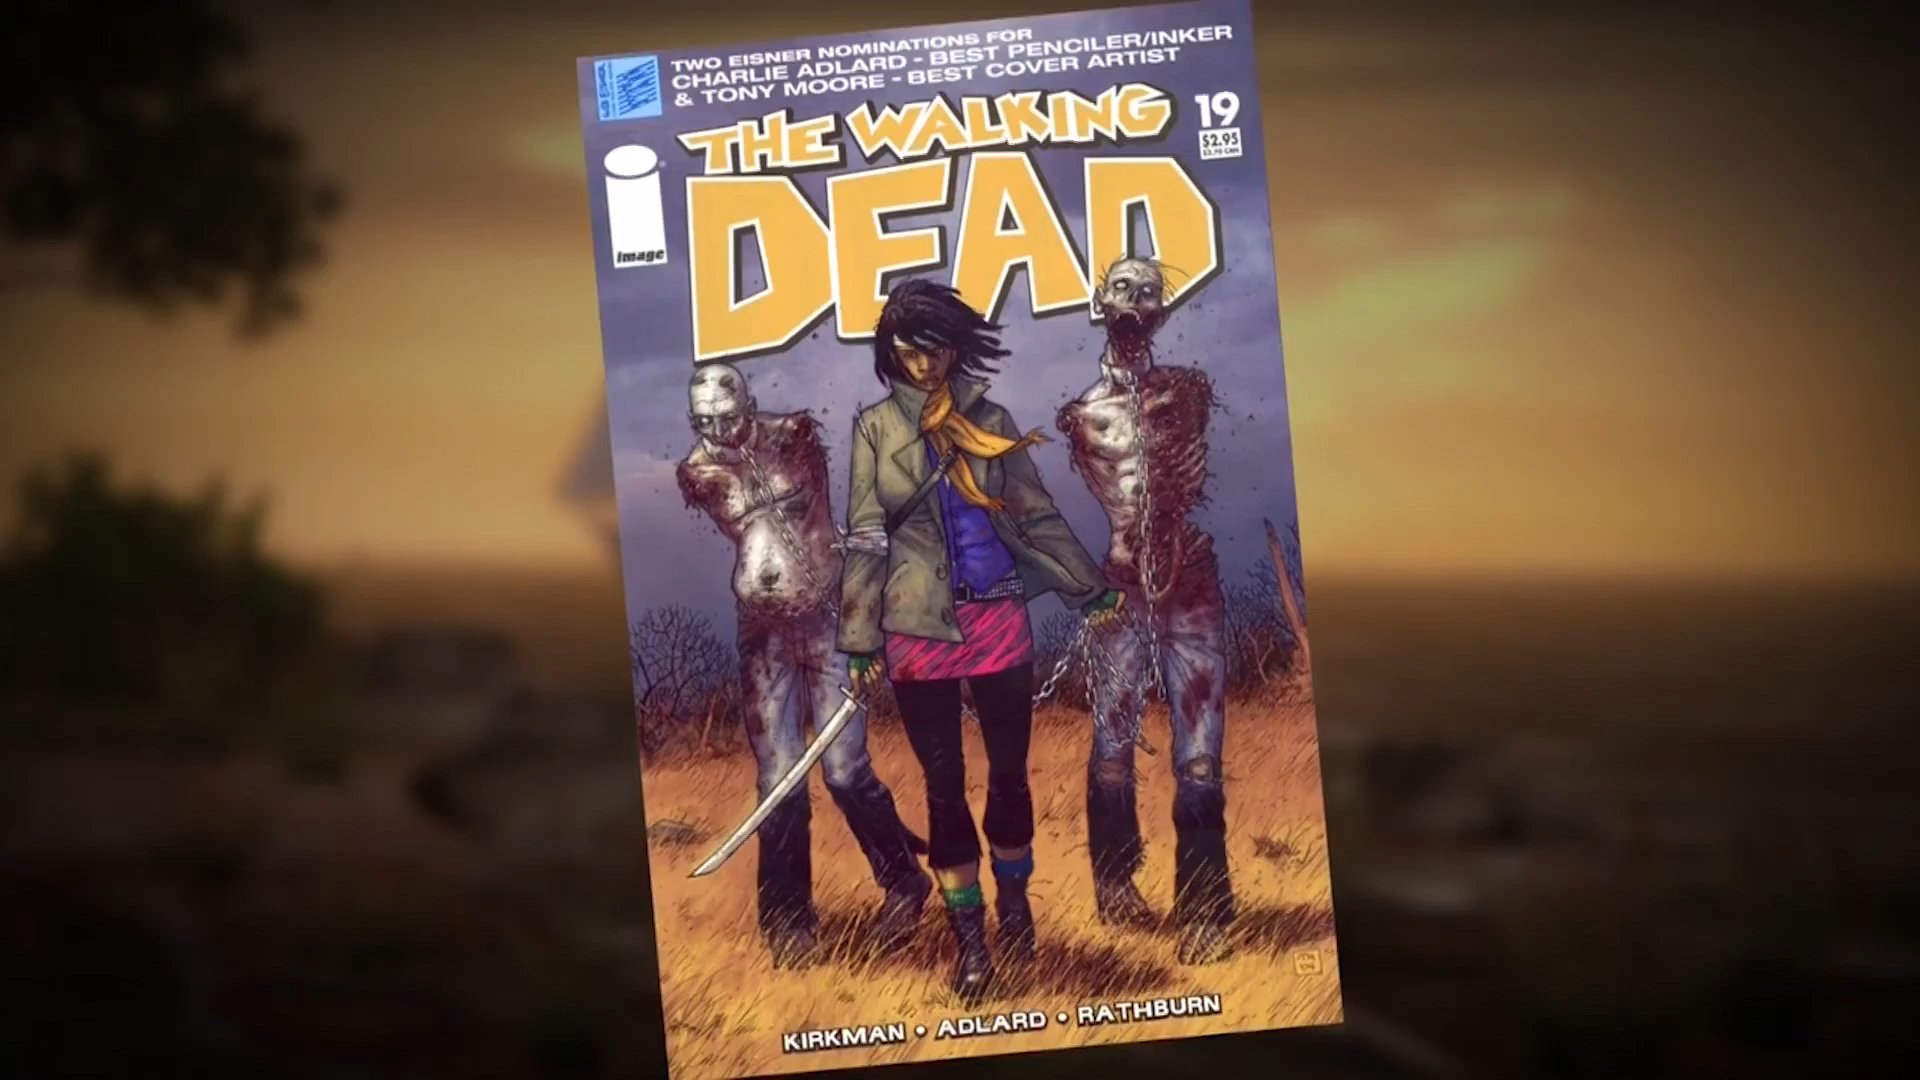 TWO EISNER NOMINATIONS FOR
CHARLIE ADLARD - BEST PENCILER/INKER
& TONY MOORE - BEST COVER ARTIST
THE WALKING
DEAD
TM
19
$2.95
image
KIRKMAN • ADLARD • RATHBURN